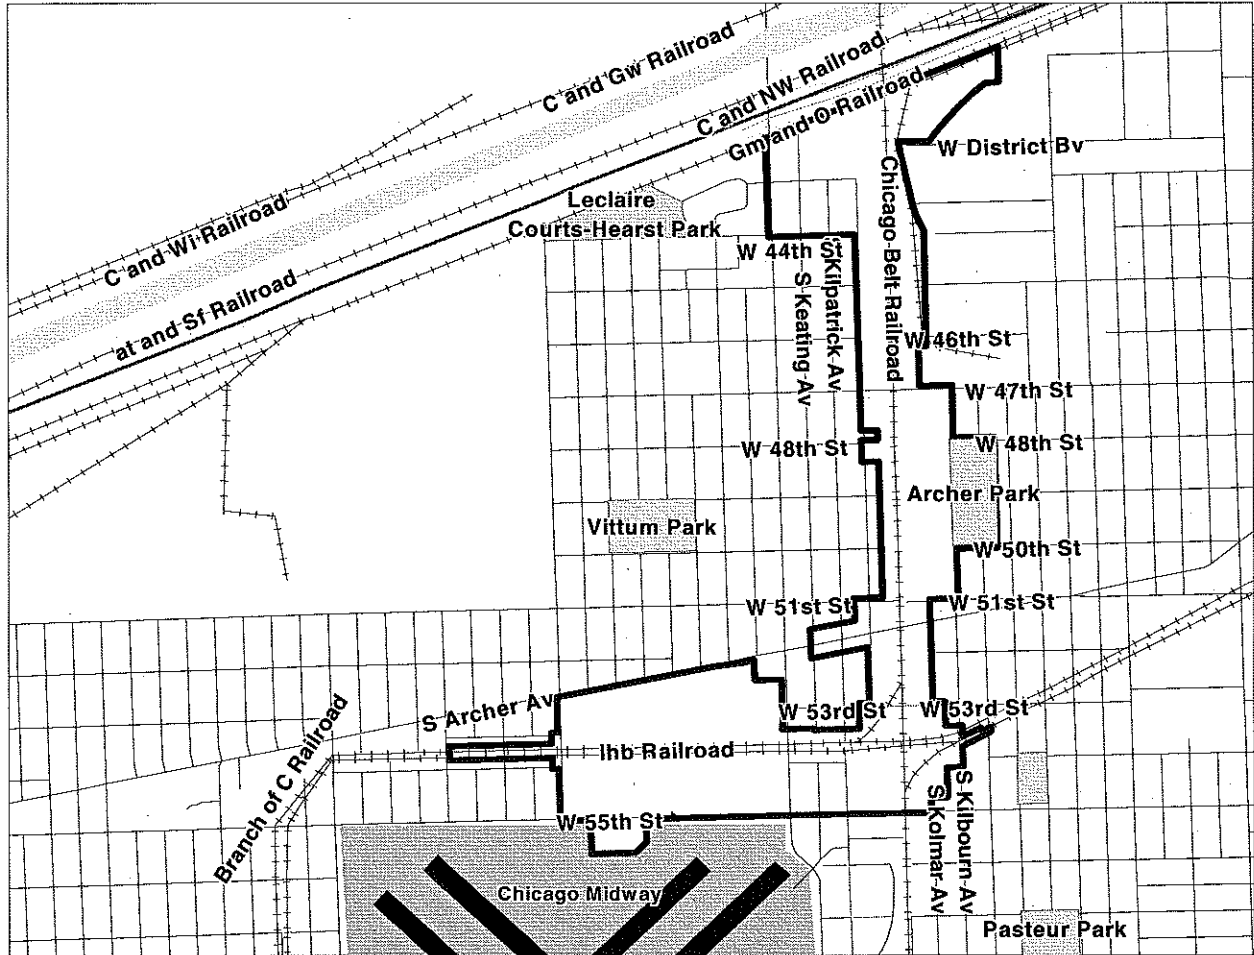 C and Gw Railroad
C and NW Railroad
Gm and O Railroad
W District Bv
Chicago Belt Railroad
Leclaire
Courts-Hearst Park
C and Wi Railroad
at and Sf Railroad
W 44th St
S Kilpatrick Av
S Keating Av
W 46th St
W 47th St
W 48th St
W 48th St
Archer Park
Vittum Park
W 50th St
W 51st St
W 51st St
S Archer Av
W 53rd St
W 53rd St
Ihb Railroad
Branch of C Railroad
S Kilbourn Av
S Kolmar Av
W 55th St
Chicago Midway
Pasteur Park